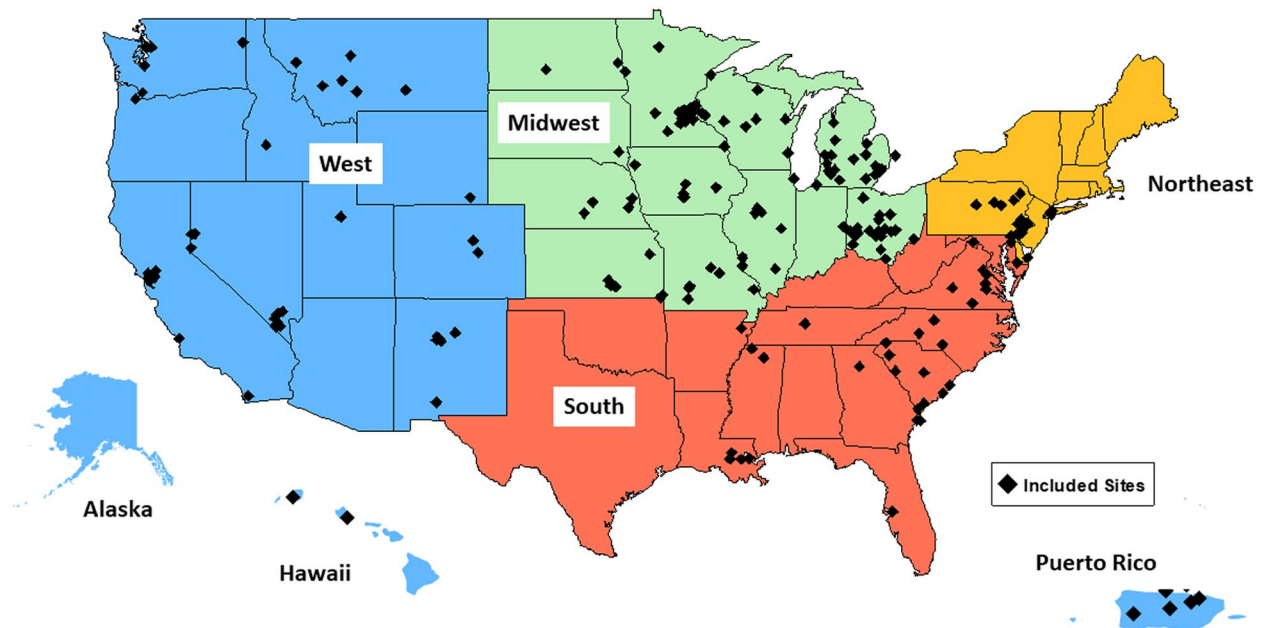 Midwest
West
Northeast
South
Included Sites
Alaska
Hawaii
Puerto Rico